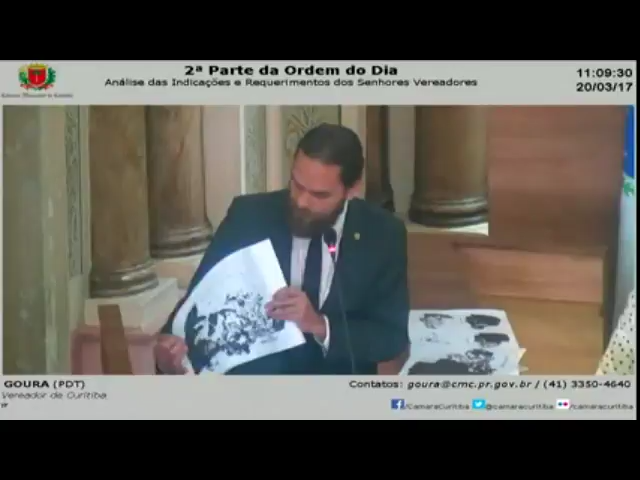 2ª Parte da Ordem do Dia
Análise das Indicações e Requerimentos dos Senhores Vereadores
11:09:30
20/03/17
GOURA (PDT)
Vereador de Curitiba
Contatos: goura@cmc.pr.gov.br / (41) 3350-4640
/CamaraCuritiba @camaracuritiba /camaracuritiba